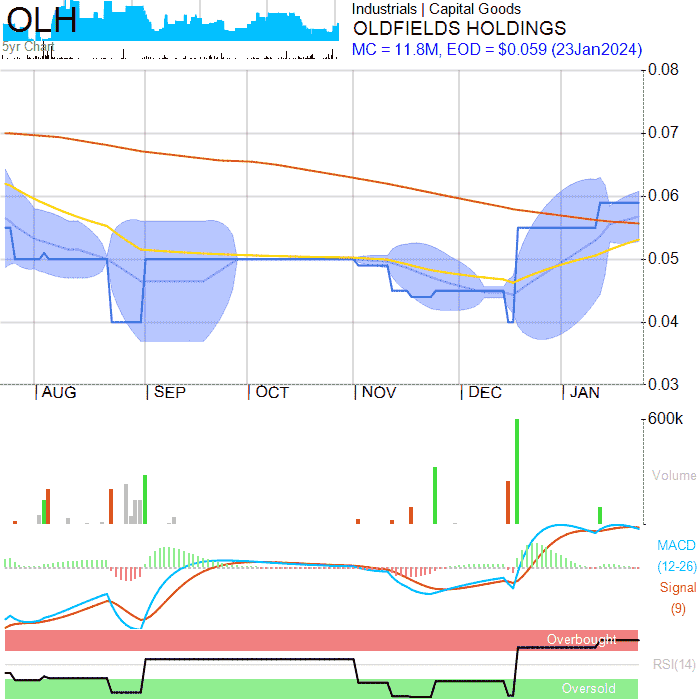 OLH
5yr Chart
Industrials | Capital Goods
OLDFIELDS HOLDINGS
MC = 11.8M, EOD = $0.059 (23Jan2024)
0.08
0.07
0.06
0.05
0.04
0.03
AUG SEP OCT NOV DEC JAN
600k
Volume
MACD
(12-26)
Signal
(9)
Overbought
RSI(14)
Oversold